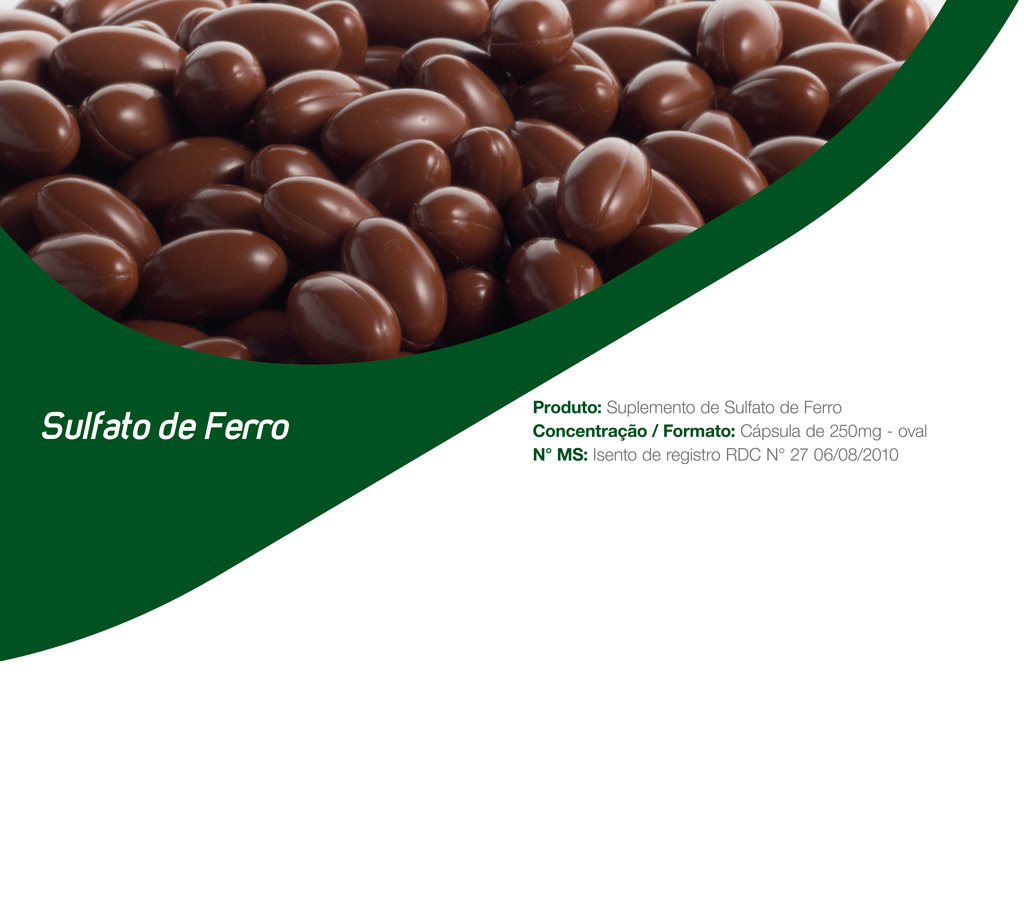 Sulfato de Ferro
Produto: Suplemento de Sulfato de Ferro
Concentração / Formato: Cápsula de 250mg - oval
N° MS: Isento de registro RDC N° 27 06/08/2010